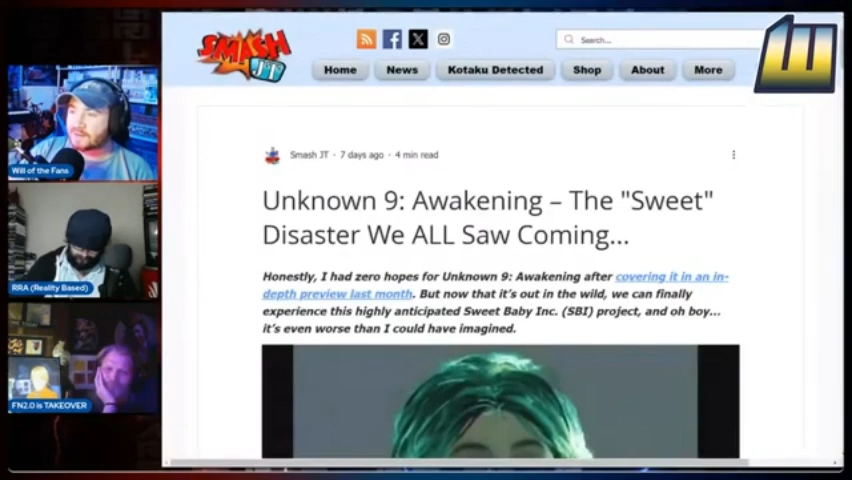 SMASH
JT
Search...
Home
News
Kotaku Detected
Shop
About
More
Will of the Fans
RRA (Reality Based)
FN2.0 is TAKEOVER
Smash JT · 7 days ago · 4 min read
Unknown 9: Awakening – The "Sweet"
Disaster We ALL Saw Coming...
Honestly, I had zero hopes for Unknown 9: Awakening after covering it in an in-
depth preview last month. But now that it's out in the wild, we can finally
experience this highly anticipated Sweet Baby Inc. (SBI) project, and oh boy...
it's even worse than I could have imagined.